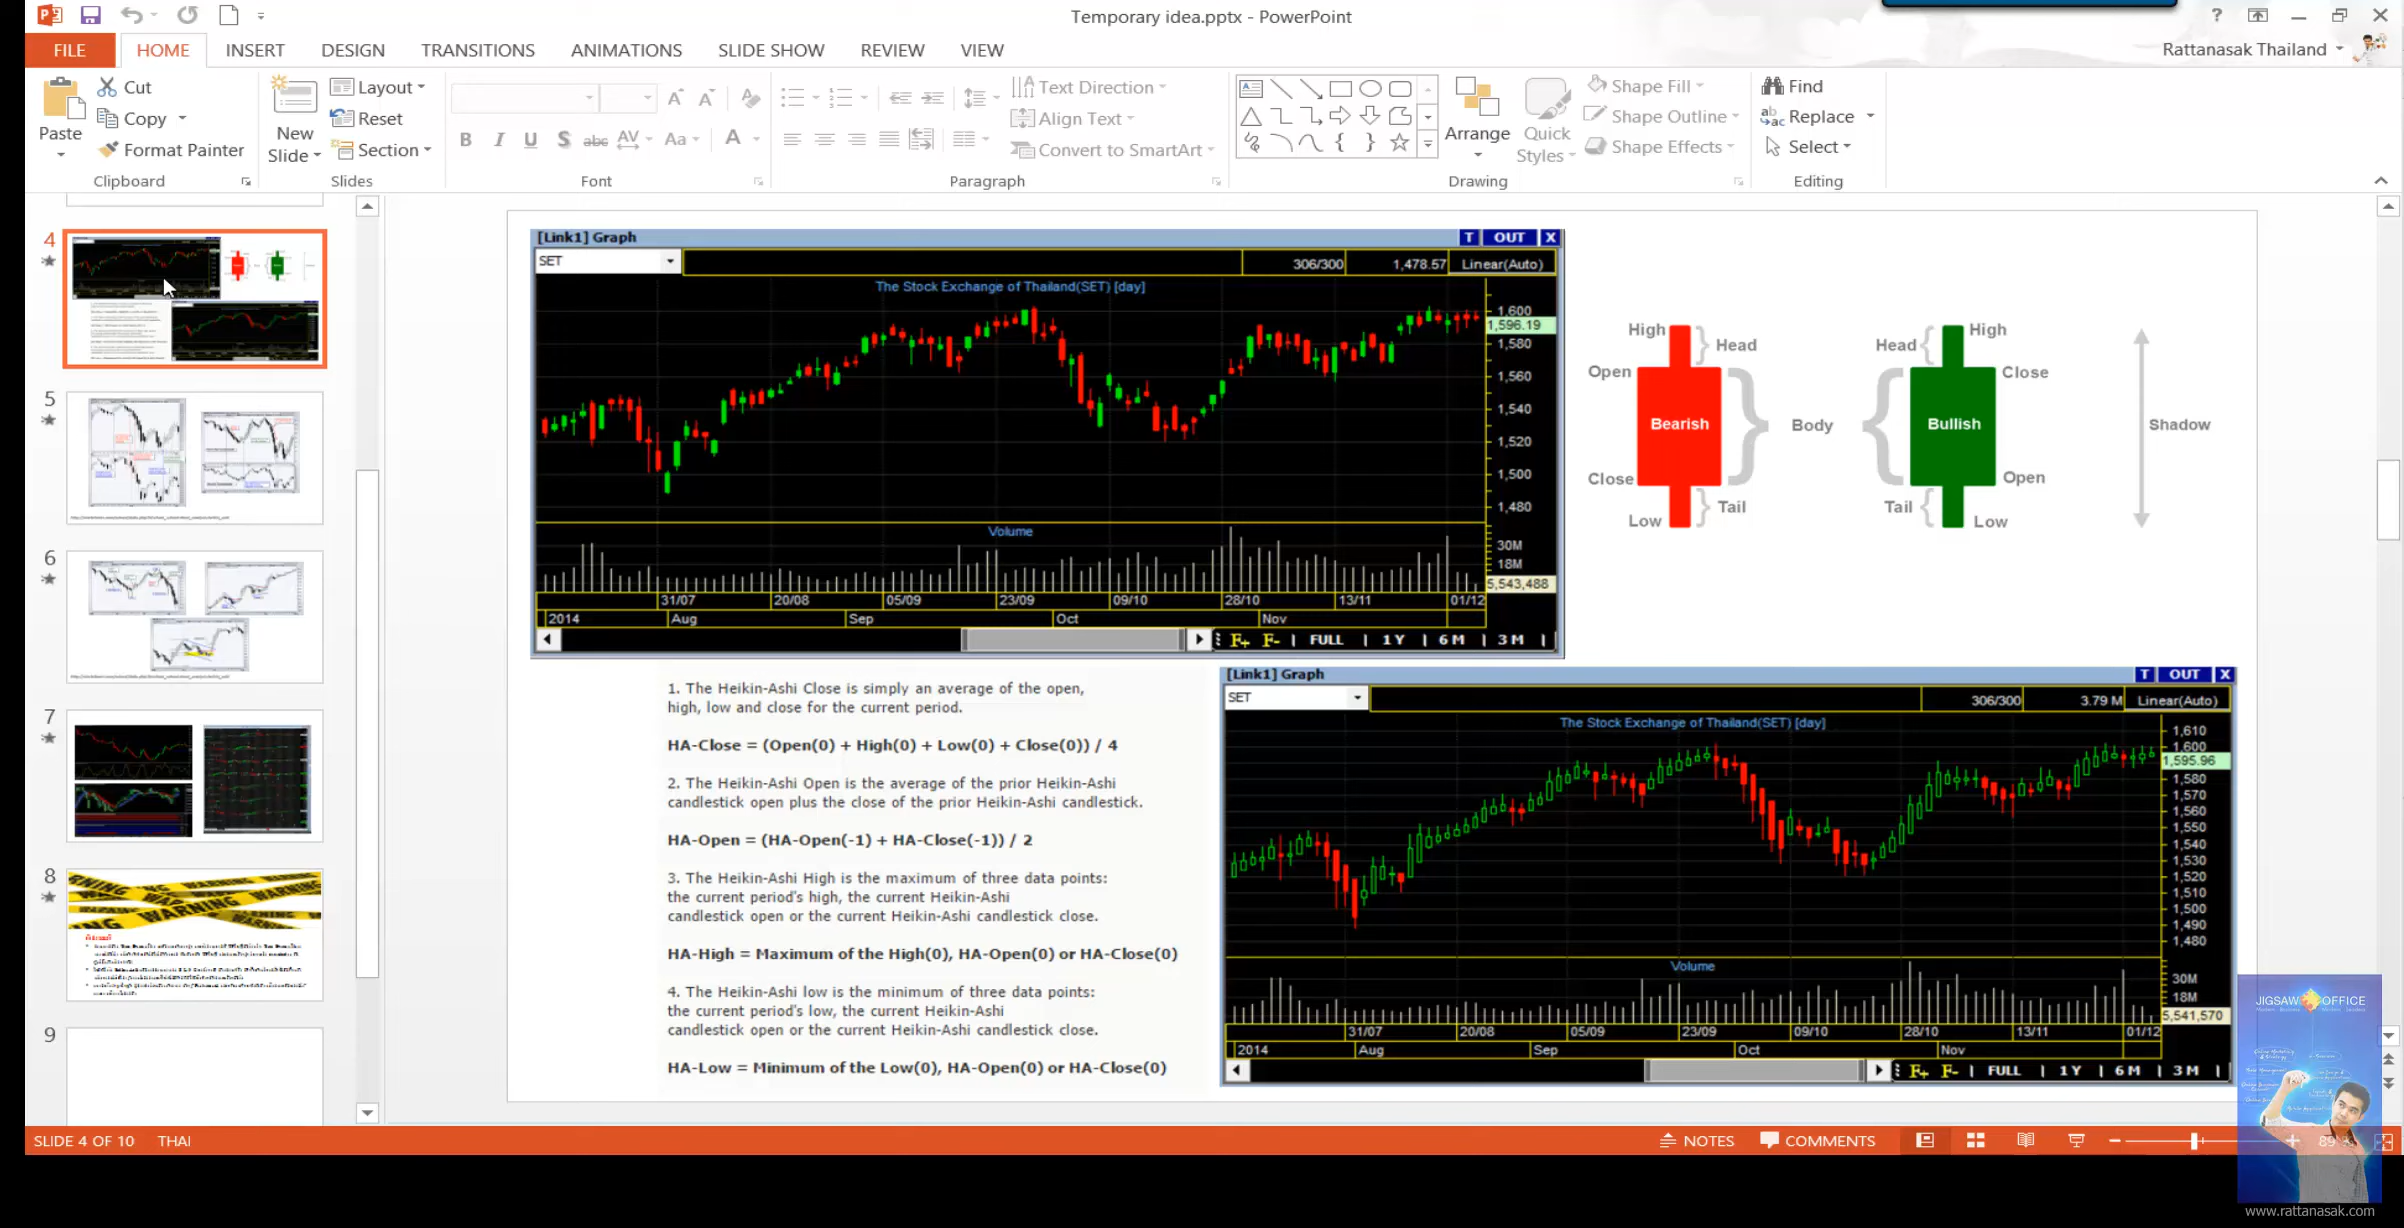 Temporary idea.pptx - PowerPoint
FILE
HOME
INSERT
DESIGN
TRANSITIONS
ANIMATIONS
SLIDE SHOW
REVIEW
VIEW
Rattanasak Thailand
Paste
Cut
Copy
Format Painter
Clipboard
New
Slide
Layout
Reset
Section
Slides
Font
Text Direction
Align Text
Convert to SmartArt
Paragraph
Arrange
Quick
Styles
Shape Fill
Shape Outline
Shape Effects
Drawing
Find
Replace
Select
Editing
4
5
6
7
8
WARNING
9
[Link1] Graph
T OUT X
SET
306/300
1,478.57
Linear(Auto)
The Stock Exchange of Thailand(SET) [day]
1,600
1,596.19
1,580
1,560
1,540
1,520
1,500
1,480
Volume
30M
18M
5,543,488
31/07 20/08 05/09 23/09 09/10 28/10 13/11 01/12
2014 Aug Sep Oct Nov
F+ F- | FULL | 1Y | 6M | 3M |
High Head Head High
Open Close
Bearish Body Bullish Shadow
Close Open
Tail Tail
Low Low
1. The Heikin-Ashi Close is simply an average of the open,
high, low and close for the current period.
HA-Close = (Open(0) + High(0) + Low(0) + Close(0)) / 4
2. The Heikin-Ashi Open is the average of the prior Heikin-Ashi
candlestick open plus the close of the prior Heikin-Ashi candlestick.
HA-Open = (HA-Open(-1) + HA-Close(-1)) / 2
3. The Heikin-Ashi High is the maximum of three data points:
the current period's high, the current Heikin-Ashi
candlestick open or the current Heikin-Ashi candlestick close.
HA-High = Maximum of the High(0), HA-Open(0) or HA-Close(0)
4. The Heikin-Ashi low is the minimum of three data points:
the current period's low, the current Heikin-Ashi
candlestick open or the current Heikin-Ashi candlestick close.
HA-Low = Minimum of the Low(0), HA-Open(0) or HA-Close(0)
[Link1] Graph
T OUT X
SET
306/300
3.79 M
Linear(Auto)
The Stock Exchange of Thailand(SET) [day]
1,610
1,600
1,595.96
1,580
1,570
1,560
1,550
1,540
1,530
1,520
1,510
1,500
1,490
1,480
Volume
30M
18M
5,541,570
31/07 20/08 05/09 23/09 09/10 28/10 13/11 01/12
2014 Aug Sep Oct Nov
F+ F- | FULL | 1Y | 6M | 3M |
JIGSAW OFFICE
SLIDE 4 OF 10 THAI
NOTES
COMMENTS
www.rattanasak.com